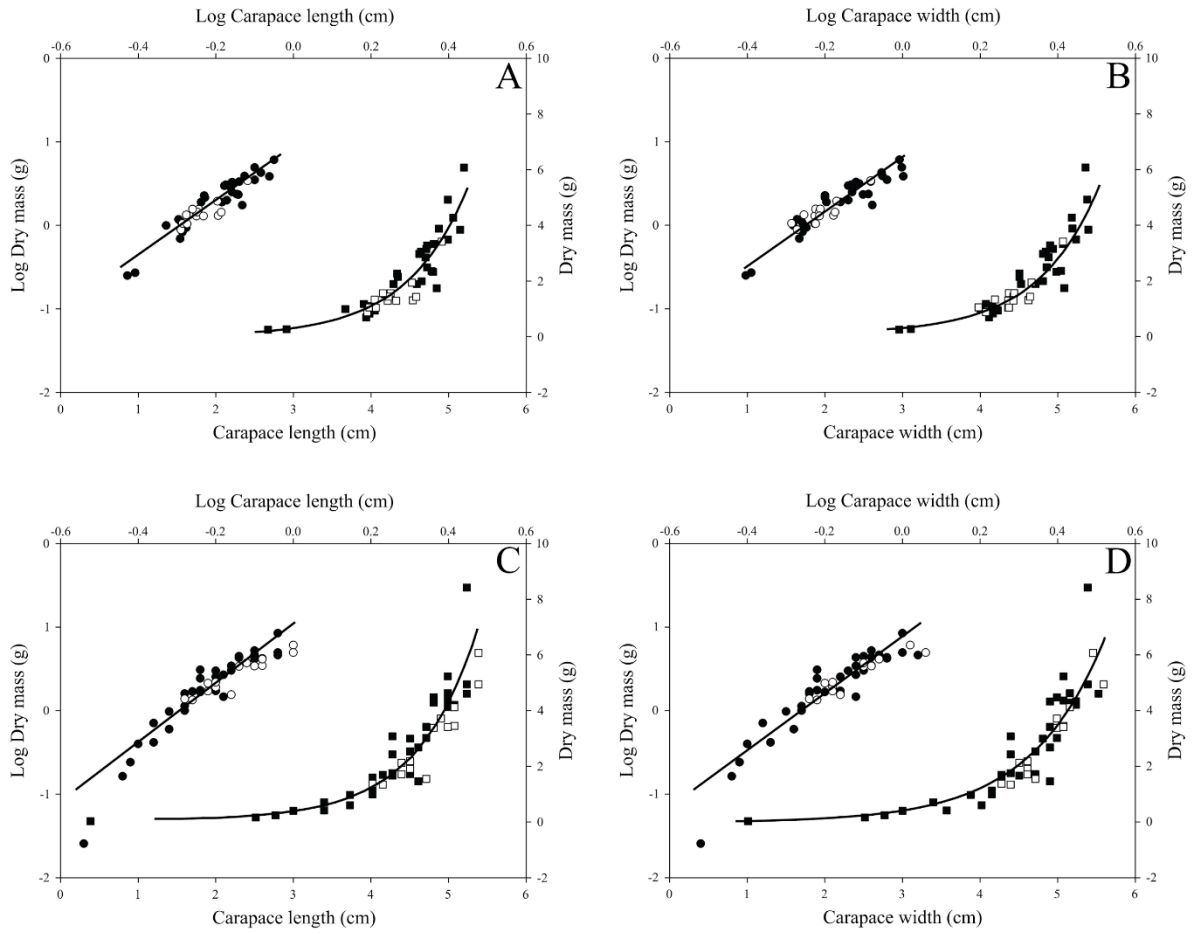 Log Carapace length (cm)
-0.6 -0.4 -0.2 0.0 0.2 0.4 0.6
A
Log Dry mass (g)
0 1 0 -1 -2
Dry mass (g)
10 8 6 4 2 0 -2
0 1 2 3 4 5 6
Carapace length (cm)
Log Carapace width (cm)
-0.6 -0.4 -0.2 0.0 0.2 0.4 0.6
B
Log Dry mass (g)
0 1 0 -1 -2
Dry mass (g)
10 8 6 4 2 0 -2
0 1 2 3 4 5 6
Carapace width (cm)
Log Carapace length (cm)
-0.6 -0.4 -0.2 0.0 0.2 0.4 0.6
C
Log Dry mass (g)
0 1 0 -1 -2
Dry mass (g)
10 8 6 4 2 0 -2
0 1 2 3 4 5 6
Carapace length (cm)
Log Carapace width (cm)
-0.6 -0.4 -0.2 0.0 0.2 0.4 0.6
D
Log Dry mass (g)
0 1 0 -1 -2
Dry mass (g)
10 8 6 4 2 0 -2
0 1 2 3 4 5 6
Carapace width (cm)